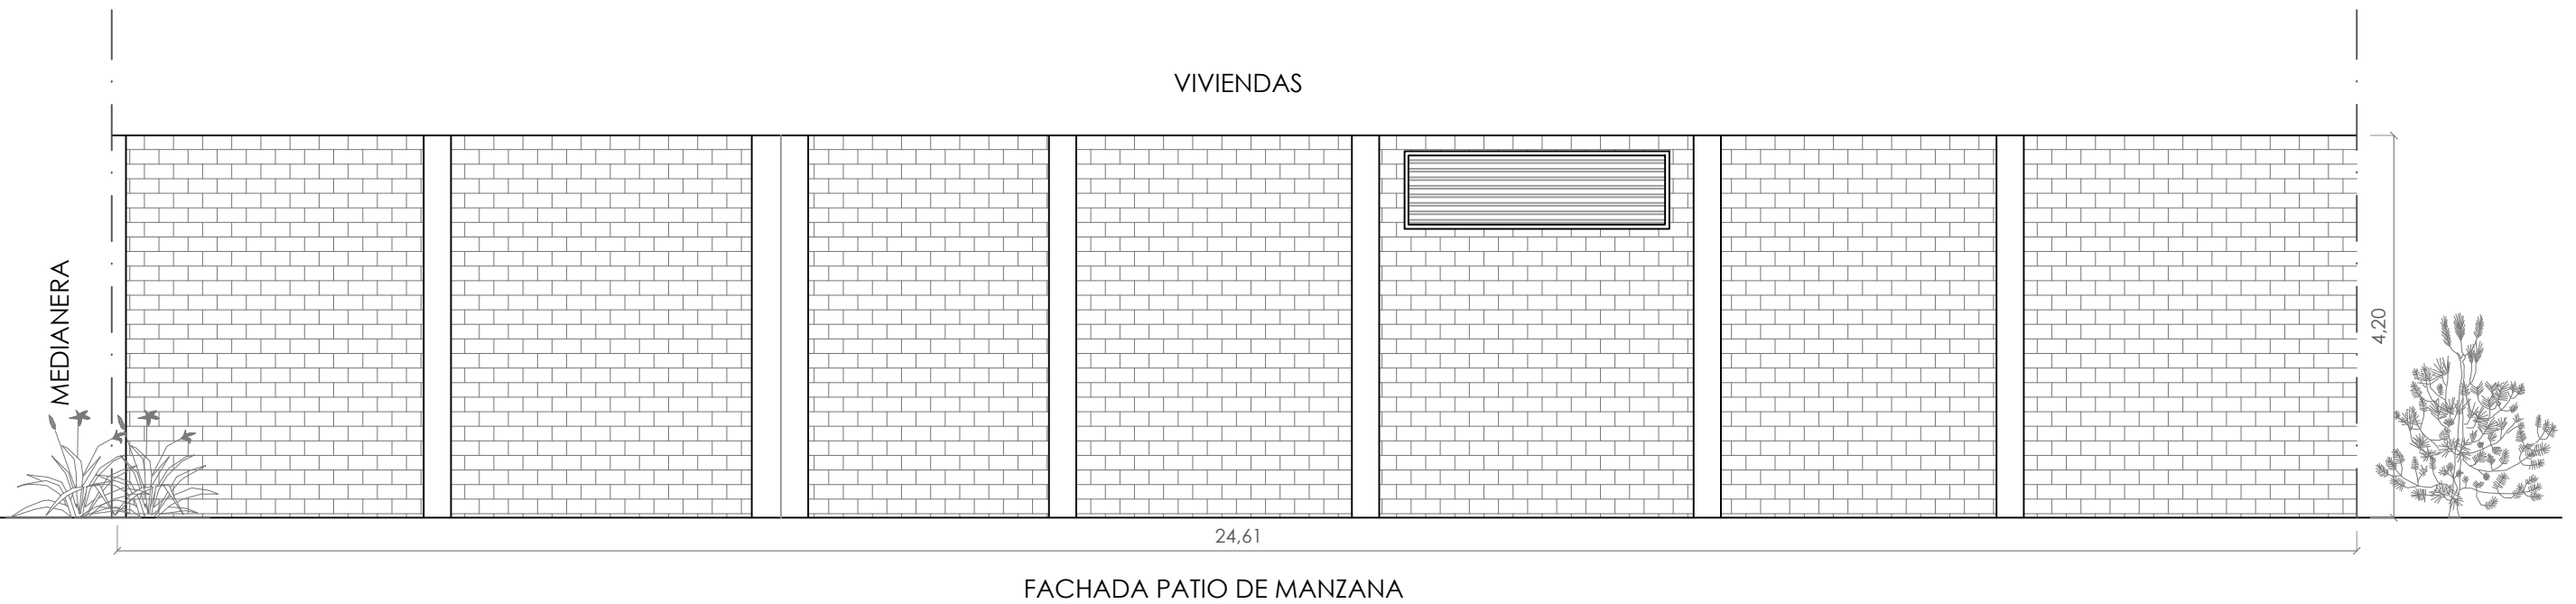 VIVIENDAS
MEDIANERA
4,20
24,61
FACHADA PATIO DE MANZANA